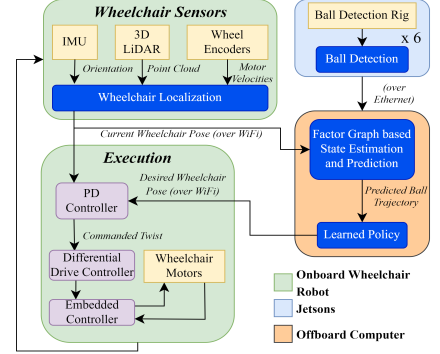 Wheelchair Sensors
IMU
3D
LiDAR
Wheel
Encoders
Orientation
Point Cloud
Motor
Velocities
Wheelchair Localization
Ball Detection Rig
x 6
Ball Detection
(over
Ethernet)
Current Wheelchair Pose (over WiFi)
Factor Graph based
State Estimation
and Prediction
Predicted Ball
Trajectory
Learned Policy
Execution
Desired Wheelchair
Pose (over WiFi)
PD
Controller
Commanded Twist
Differential
Drive Controller
Wheelchair
Motors
Embedded
Controller
Onboard Wheelchair
Robot
Jetsons
Offboard Computer